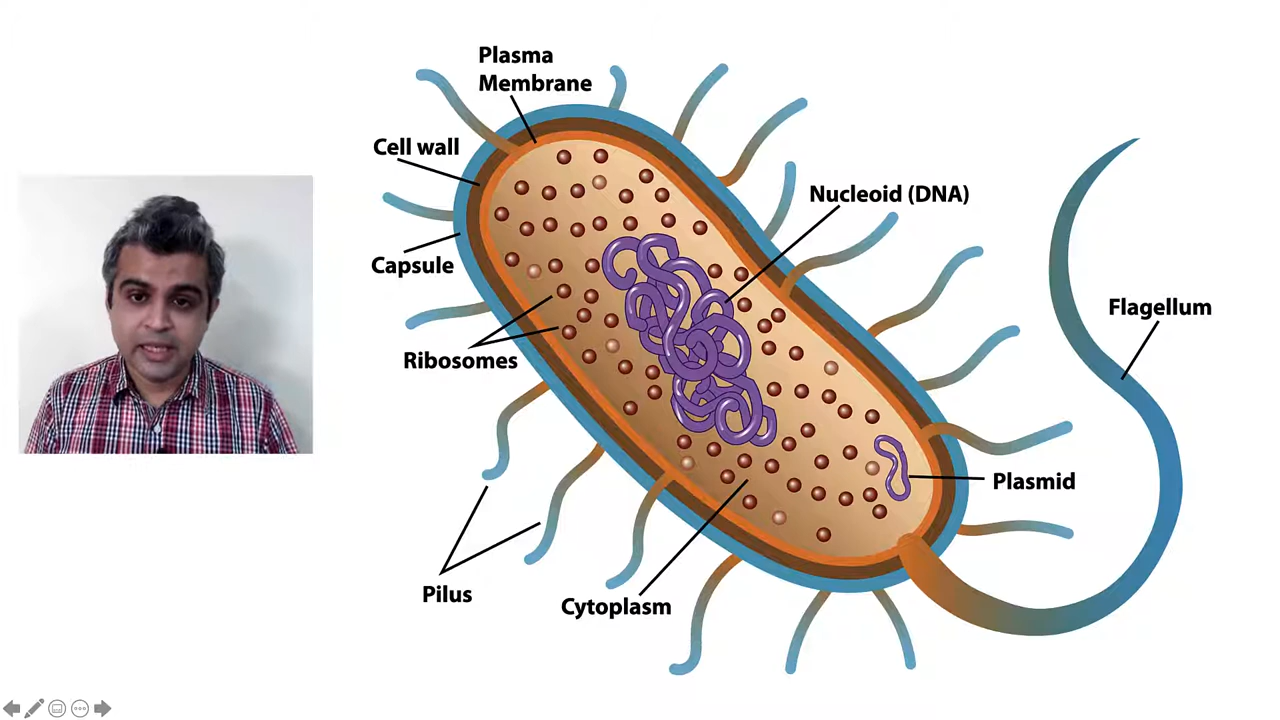 Plasma
Membrane
Cell wall
Nucleoid (DNA)
Capsule
Flagellum
Ribosomes
Plasmid
Pilus
Cytoplasm